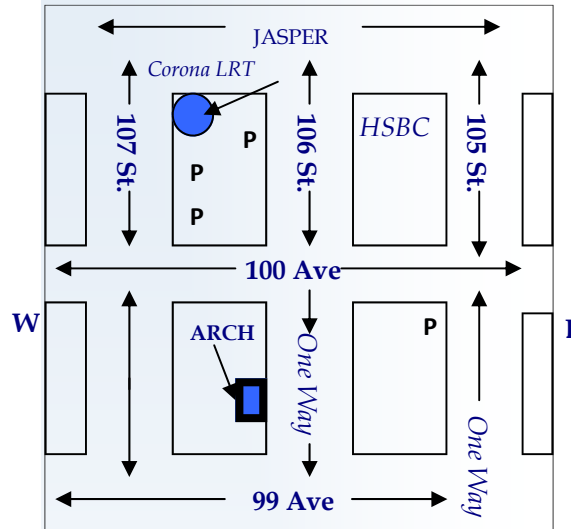 JASPER
Corona LRT
107 St.
106 St.
HSBC
105 St.
P
P
P
100 Ave
W
P
ARCH
One Way
One Way
99 Ave